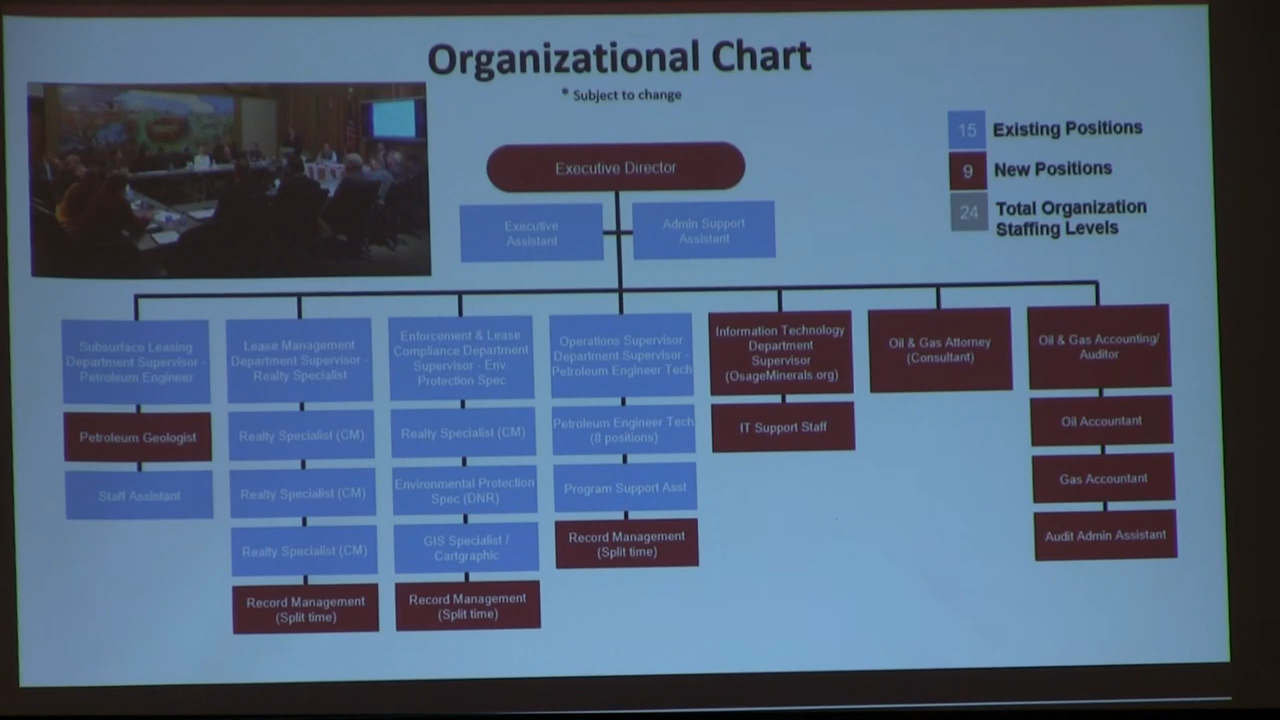 Organizational Chart
* Subject to change
15 Existing Positions
9 New Positions
24 Total Organization
Staffing Levels
Executive Director
Executive
Assistant
Admin Support
Assistant
Subsurface Leasing
Department Supervisor -
Petroleum Engineer
Petroleum Geologist
Staff Assistant
Lease Management
Department Supervisor -
Realty Specialist
Realty Specialist (CM)
Realty Specialist (CM)
Realty Specialist (CM)
Record Management
(Split time)
Enforcement & Lease
Compliance Department
Supervisor - Env
Protection Spec
Realty Specialist (CM)
Environmental Protection
Spec (DNR)
GIS Specialist /
Cartgraphic
Record Management
(Split time)
Operations Supervisor
Department Supervisor -
Petroleum Engineer Tech
Petroleum Engineer Tech
(8 positions)
Program Support Asst
Record Management
(Split time)
Information Technology
Department
Supervisor
(OsageMinerals.org)
IT Support Staff
Oil & Gas Attorney
(Consultant)
Oil & Gas Accounting/
Auditor
Oil Accountant
Gas Accountant
Audit Admin Assistant